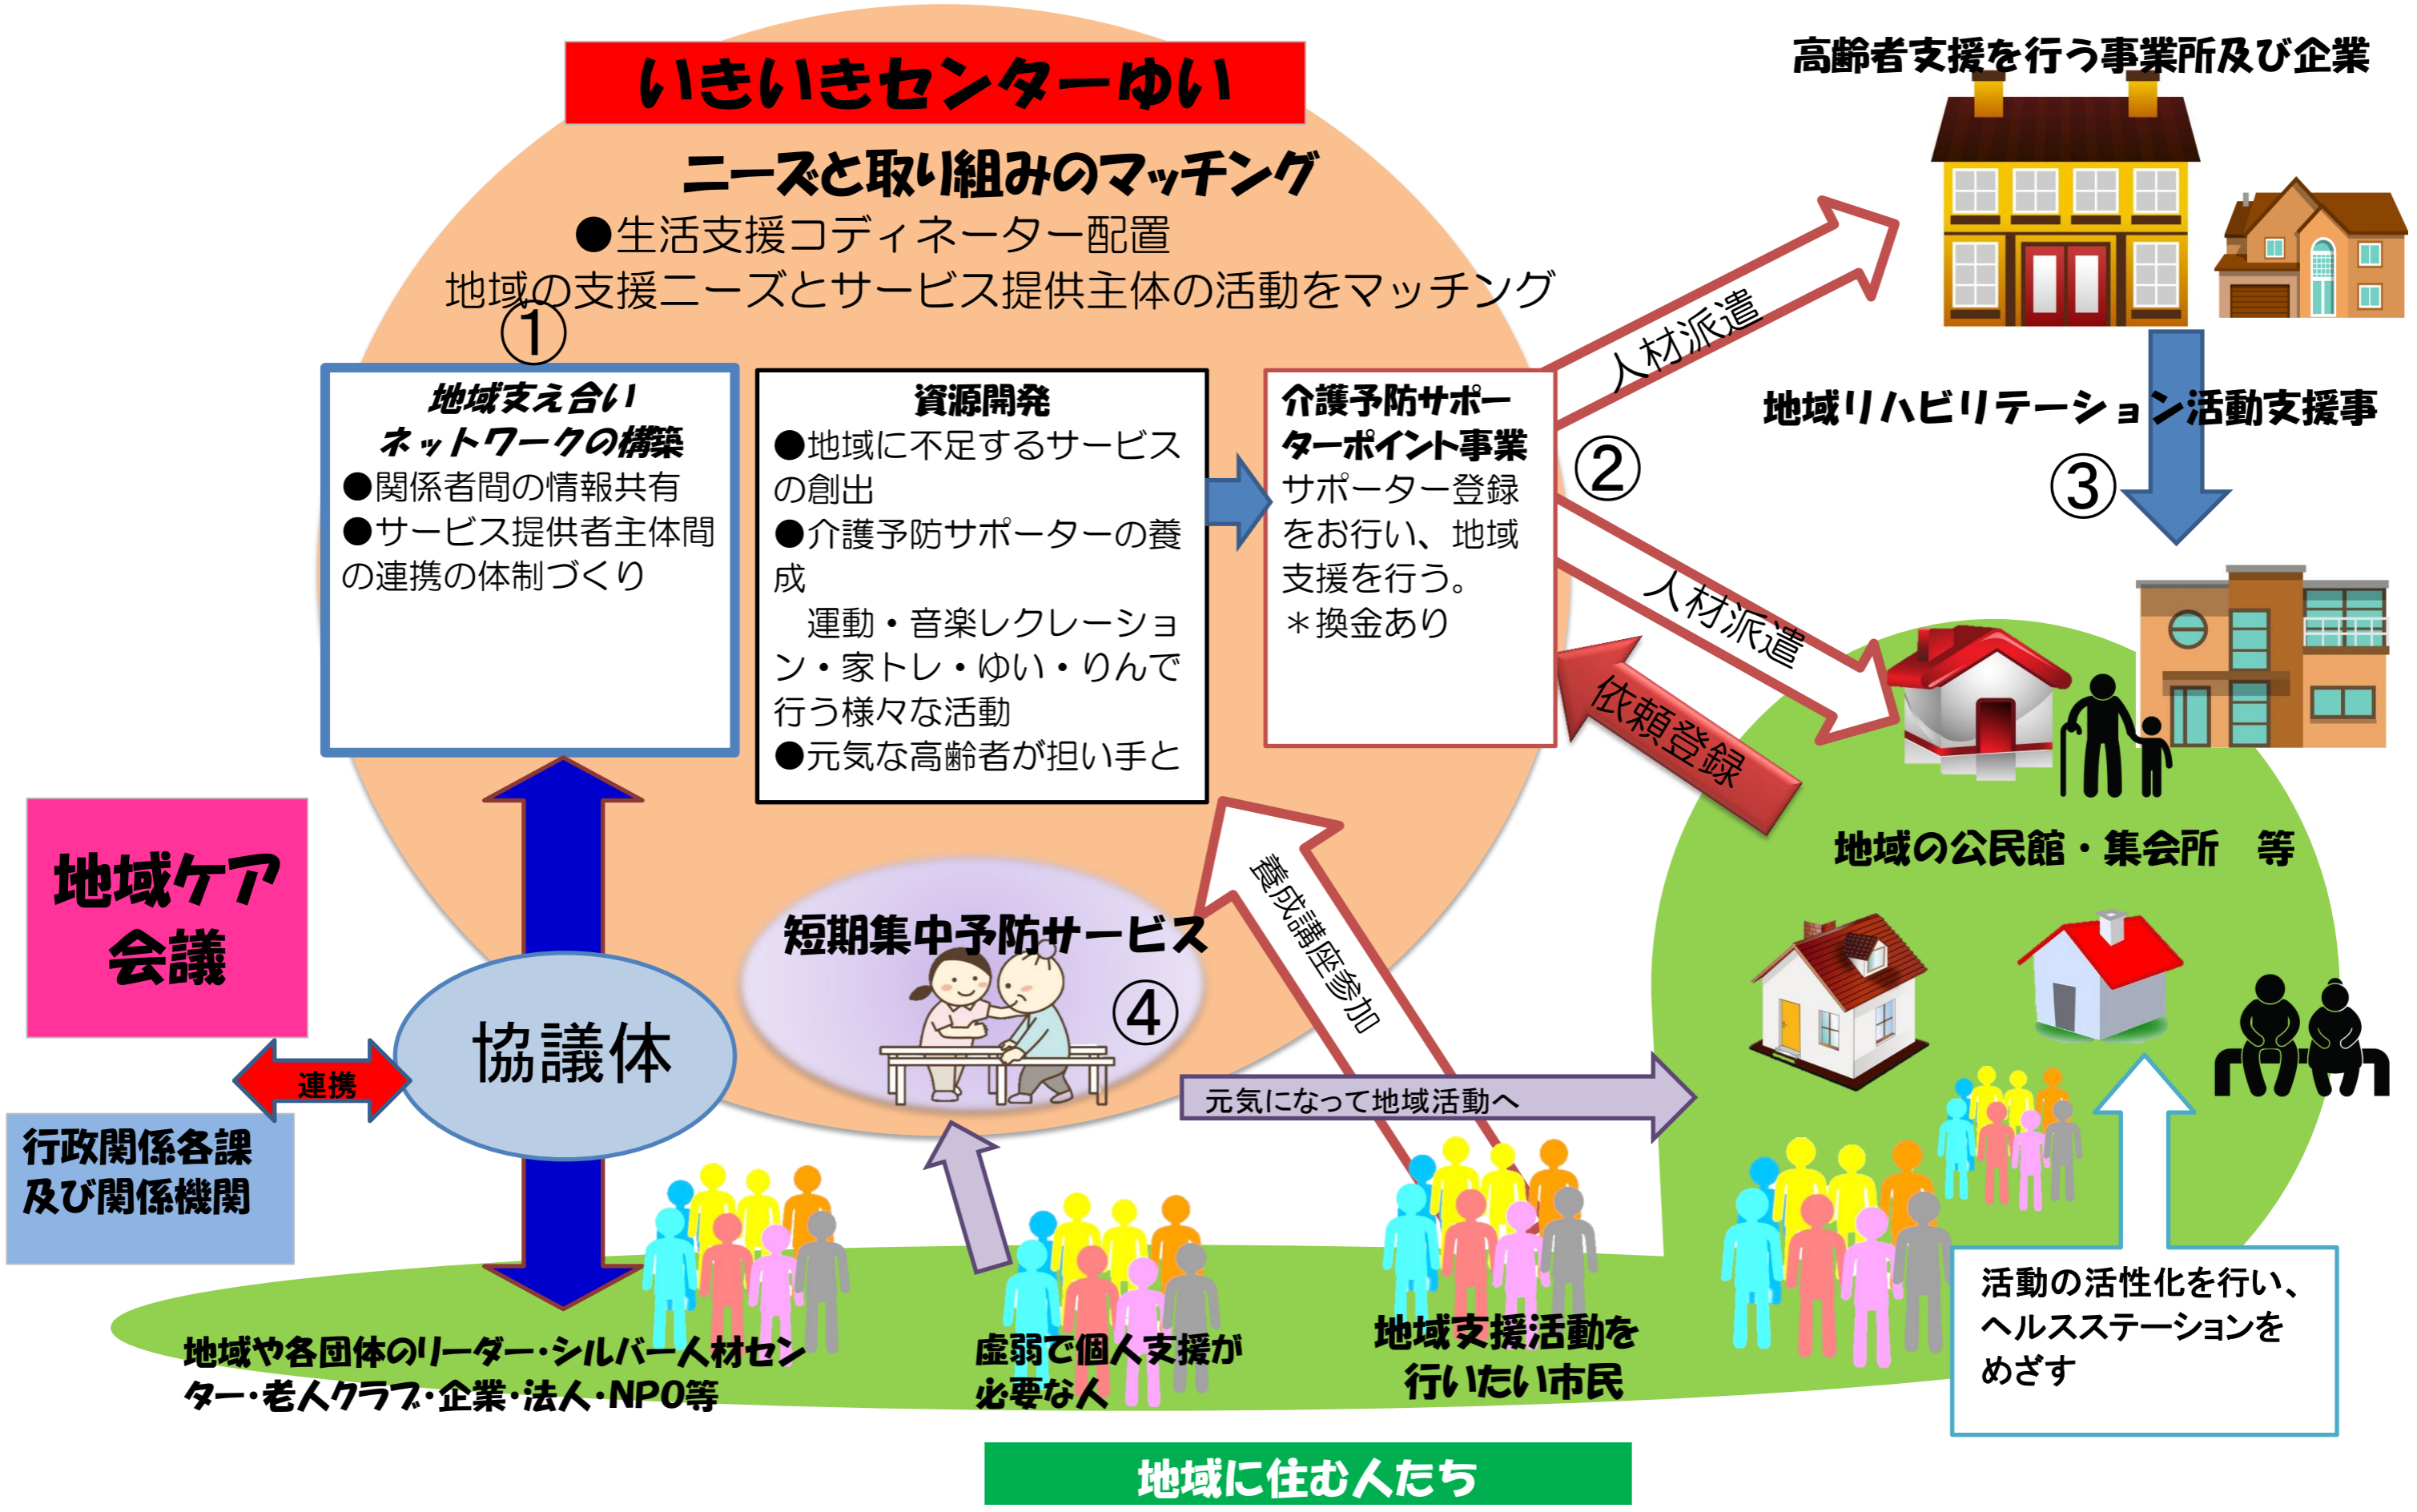 いきいきセンターゆい
ニーズと取り組みのマッチング
●生活支援コディネーター配置
地域の支援ニーズとサービス提供主体の活動をマッチング
①
地域支え合い
ネットワークの構築
●関係者間の情報共有
●サービス提供者主体間
の連携の体制づくり
資源開発
●地域に不足するサービス
の創出
●介護予防サポーターの養
成
　運動・音楽レクレーショ
ン・家トレ・ゆい・りんで
行う様々な活動
●元気な高齢者が担い手と
介護予防サポー
ターポイント事業
サポーター登録
をお行い、地域
支援を行う。
＊換金あり
②
人材派遣
人材派遣
依頼登録
高齢者支援を行う事業所及び企業
地域リハビリテーション活動支援事
③
地域の公民館・集会所　等
地域ケア
会議
連携
協議体
行政関係各課
及び関係機関
短期集中予防サービス
④
養成講座参加
元気になって地域活動へ
地域や各団体のリーダー・シルバー人材セン
ター・老人クラブ・企業・法人・NPO等
虚弱で個人支援が
必要な人
地域支援活動を
行いたい市民
活動の活性化を行い、
ヘルスステーションを
めざす
地域に住む人たち